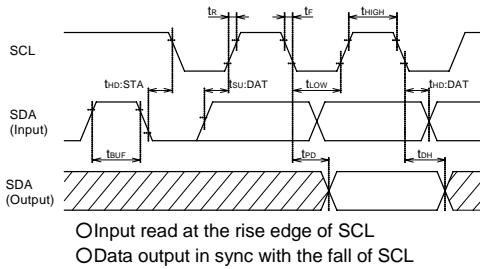 tR tF tHIGH
SCL
tHD:STA tSU:DAT tLOW tHD:DAT
SDA
(Input)
tBUF tPD tDH
SDA
(Output)
○Input read at the rise edge of SCL
○Data output in sync with the fall of SCL